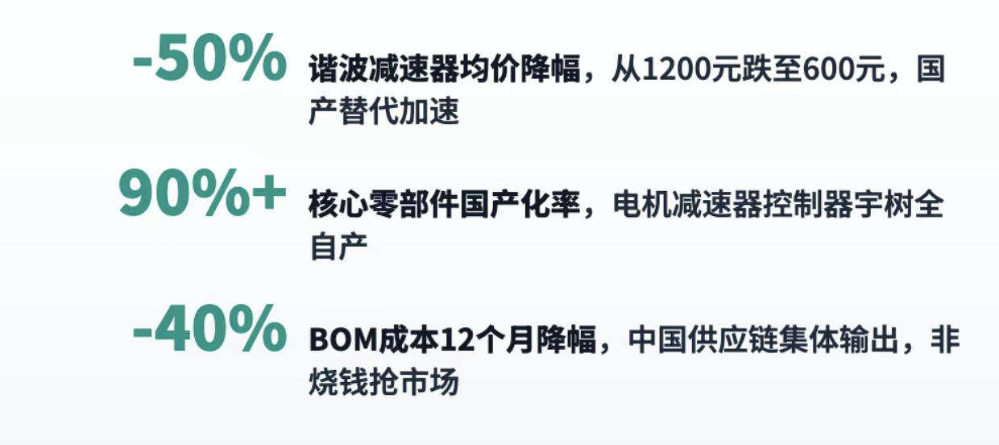 -50%
谐波减速器均价降幅，从1200元跌至600元，国
产替代加速
90%+
核心零部件国产化率，电机减速器控制器宇树全
自产
-40%
BOM成本12个月降幅，中国供应链集体输出，非
烧钱抢市场